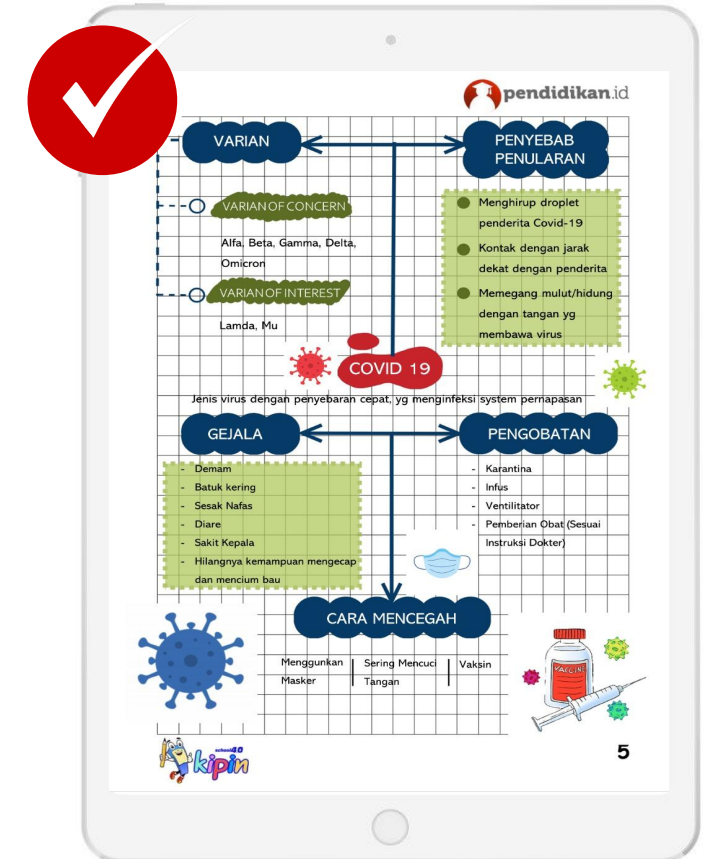 pendidikan.id
VARIAN
PENYEBAB
PENULARAN
VARIAN OF CONCERN
Alfa, Beta, Gamma, Delta,
Omicron
VARIAN OF INTEREST
Lamda, Mu
Menghirup droplet
penderita Covid-19
Kontak dengan jarak
dekat dengan penderita
Memegang mulut/hidung
dengan tangan yg
membawa virus
COVID 19
Jenis virus dengan penyebaran cepat, yg menginfeksi system pernapasan
GEJALA
- Demam
- Batuk kering
- Sesak Nafas
- Diare
- Sakit Kepala
- Hilangnya kemampuan mengecap
dan mencium bau
PENGOBATAN
- Karantina
- Infus
- Ventilitator
- Pemberian Obat (Sesuai
Instruksi Dokter)
CARA MENCEGAH
Menggunkan
Masker
Sering Mencuci
Tangan
Vaksin
VACCINE
school4.0
kipin
5